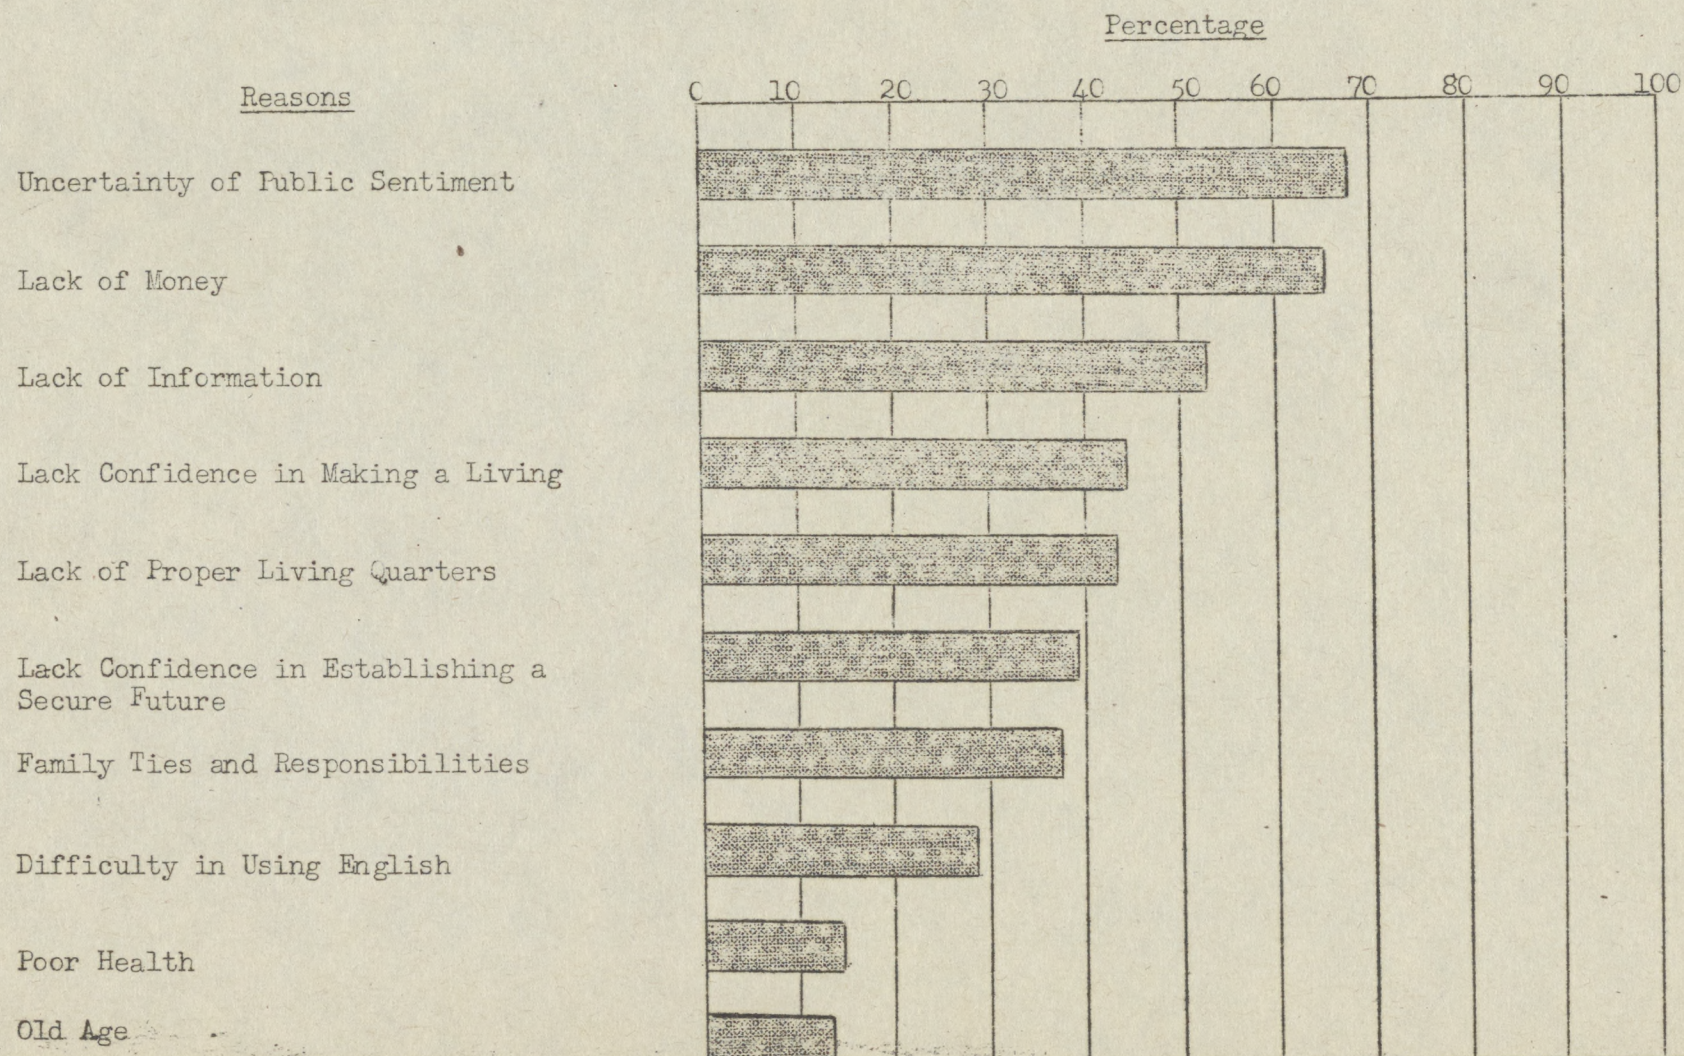 Percentage
Reasons
0 10 20 30 40 50 60 70 80 90 100
Uncertainty of Public Sentiment
Lack of Money
Lack of Information
Lack Confidence in Making a Living
Lack of Proper Living Quarters
Lack Confidence in Establishing a
Secure Future
Family Ties and Responsibilities
Difficulty in Using English
Poor Health
Old Age